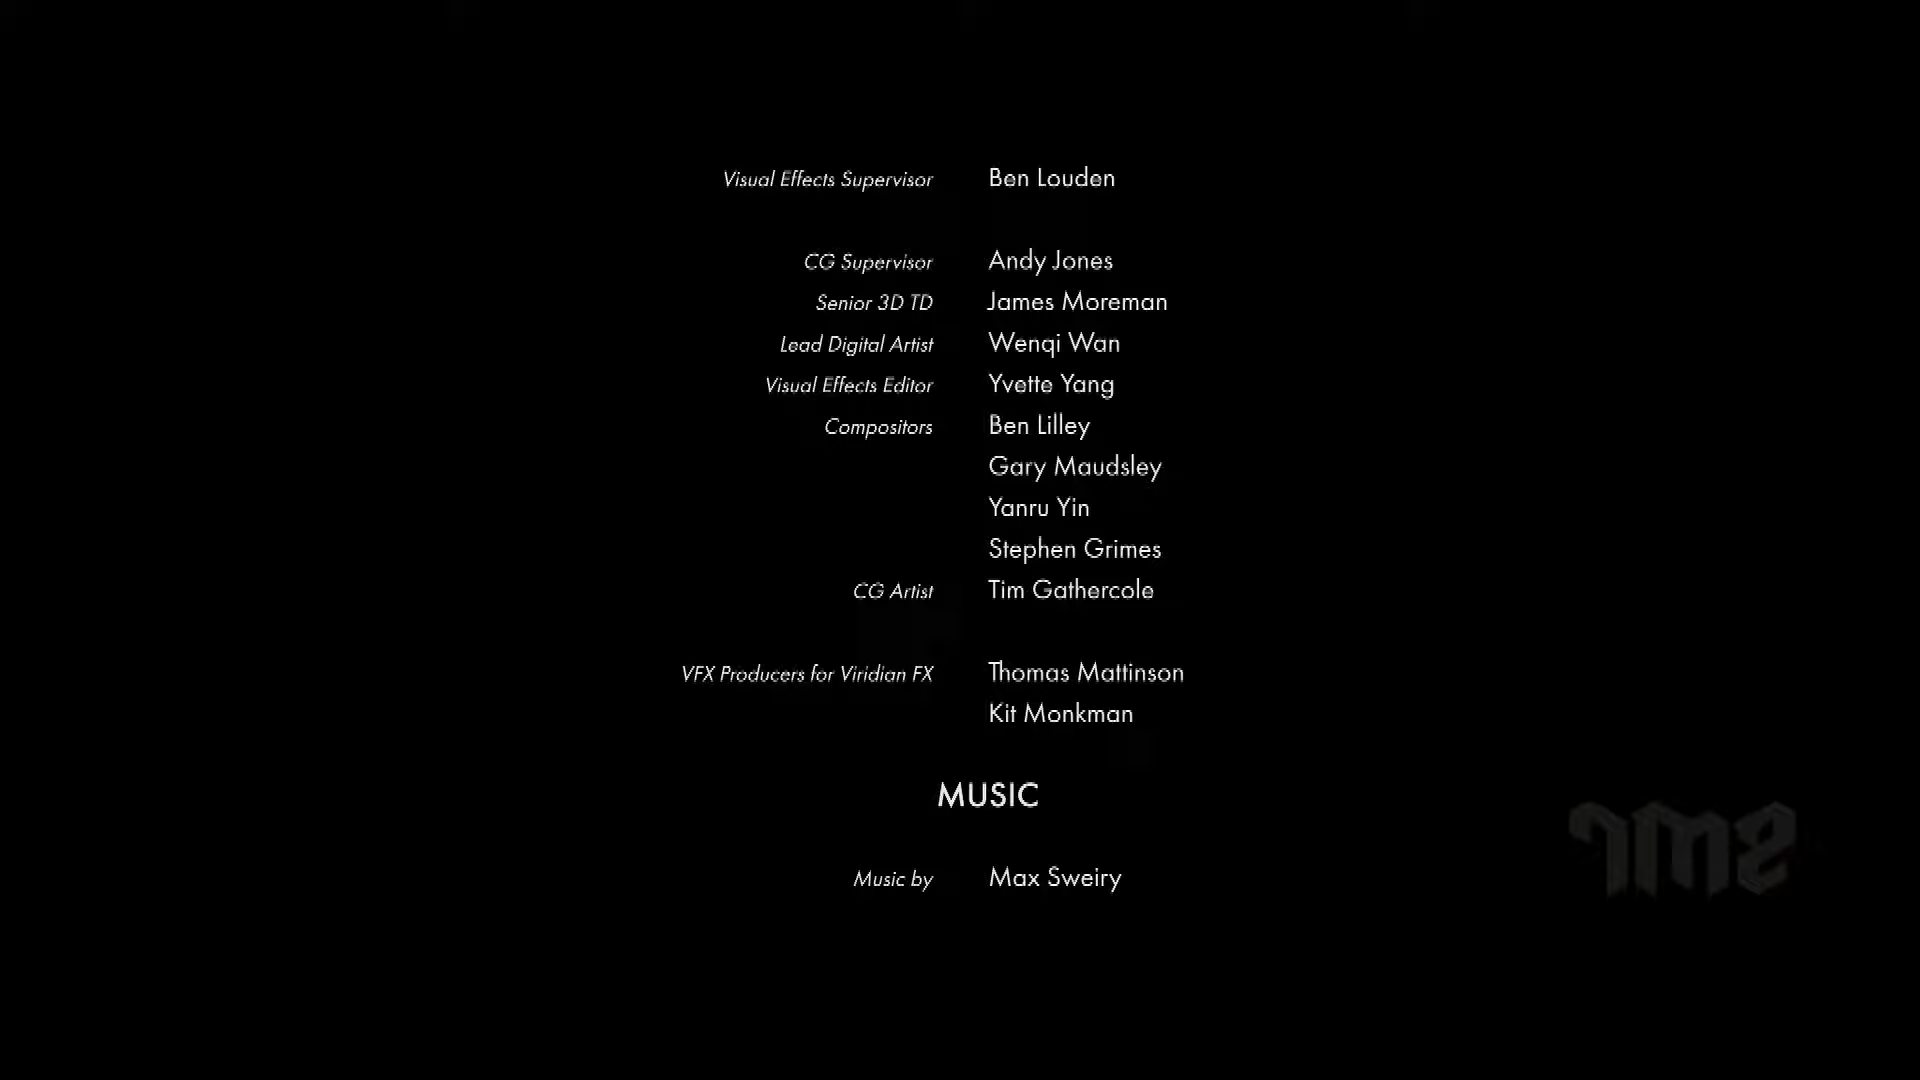 Visual Effects Supervisor Ben Louden
CG Supervisor Andy Jones
Senior 3D TD James Moreman
Lead Digital Artist Wenqi Wan
Visual Effects Editor Yvette Yang
Compositors Ben Lilley
Gary Maudsley
Yanru Yin
Stephen Grimes
CG Artist Tim Gathercole
VFX Producers for Viridian FX Thomas Mattinson
Kit Monkman
MUSIC
Music by Max Sweiry